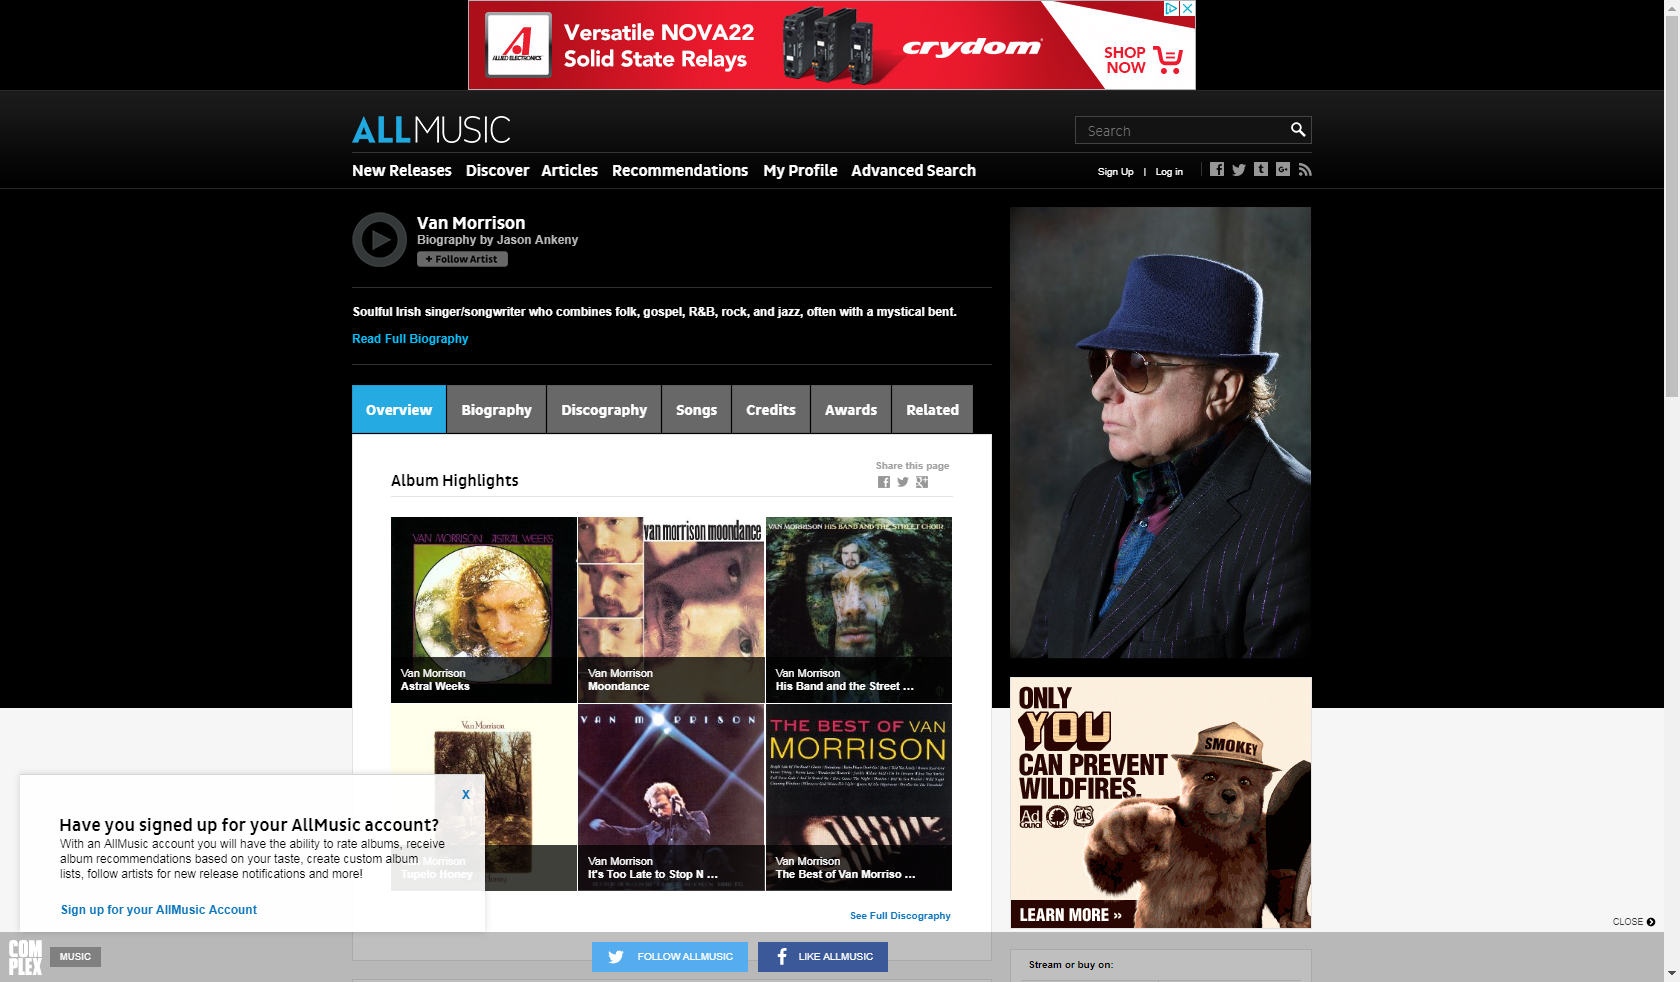 ALLIED ELECTRONICS
Versatile NOVA22
Solid State Relays
crydom
SHOP
NOW
ALLMUSIC
Search
New Releases Discover Articles Recommendations My Profile Advanced Search
Sign Up | Log in
Van Morrison
Biography by Jason Ankeny
+ Follow Artist
Soulful Irish singer/songwriter who combines folk, gospel, R&B, rock, and jazz, often with a mystical bent.
Read Full Biography
Overview Biography Discography Songs Credits Awards Related
Album Highlights
Share this page
VAN MORRISON ASTRAL WEEKS
van morrison moondance
VAN MORRISON HIS BAND AND THE STREET CHOIR
Van Morrison
Astral Weeks
Van Morrison
Moondance
Van Morrison
His Band and the Street ...
Van Morrison
VAN MORRISON
THE BEST OF VAN
MORRISON
Van Morrison
Tupelo Honey
Van Morrison
It's Too Late to Stop N ...
Van Morrison
The Best of Van Morriso ...
See Full Discography
X
Have you signed up for your AllMusic account?
With an AllMusic account you will have the ability to rate albums, receive
album recommendations based on your taste, create custom album
lists, follow artists for new release notifications and more!
Sign up for your AllMusic Account
ONLY
YOU
CAN PREVENT
WILDFIRES.
SMOKEY
Ad
COUNCIL
LEARN MORE »
CLOSE
COM
PLEX
MUSIC
FOLLOW ALLMUSIC
LIKE ALLMUSIC
Stream or buy on: